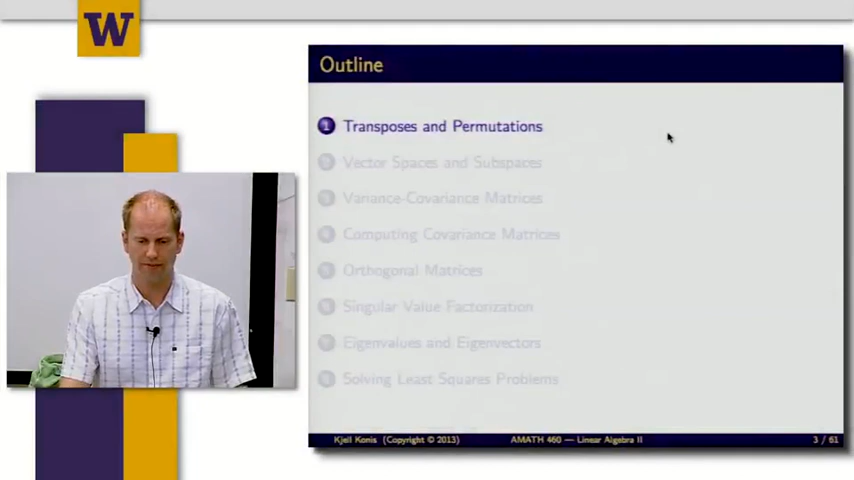 W
Outline
1 Transposes and Permutations
2 Vector Spaces and Subspaces
3 Variance-Covariance Matrices
4 Computing Covariance Matrices
5 Orthogonal Matrices
6 Singular Value Factorization
7 Eigenvalues and Eigenvectors
8 Solving Least Squares Problems
Kjell Konis (Copyright © 2013) AMATH 460 — Linear Algebra II 3 / 61